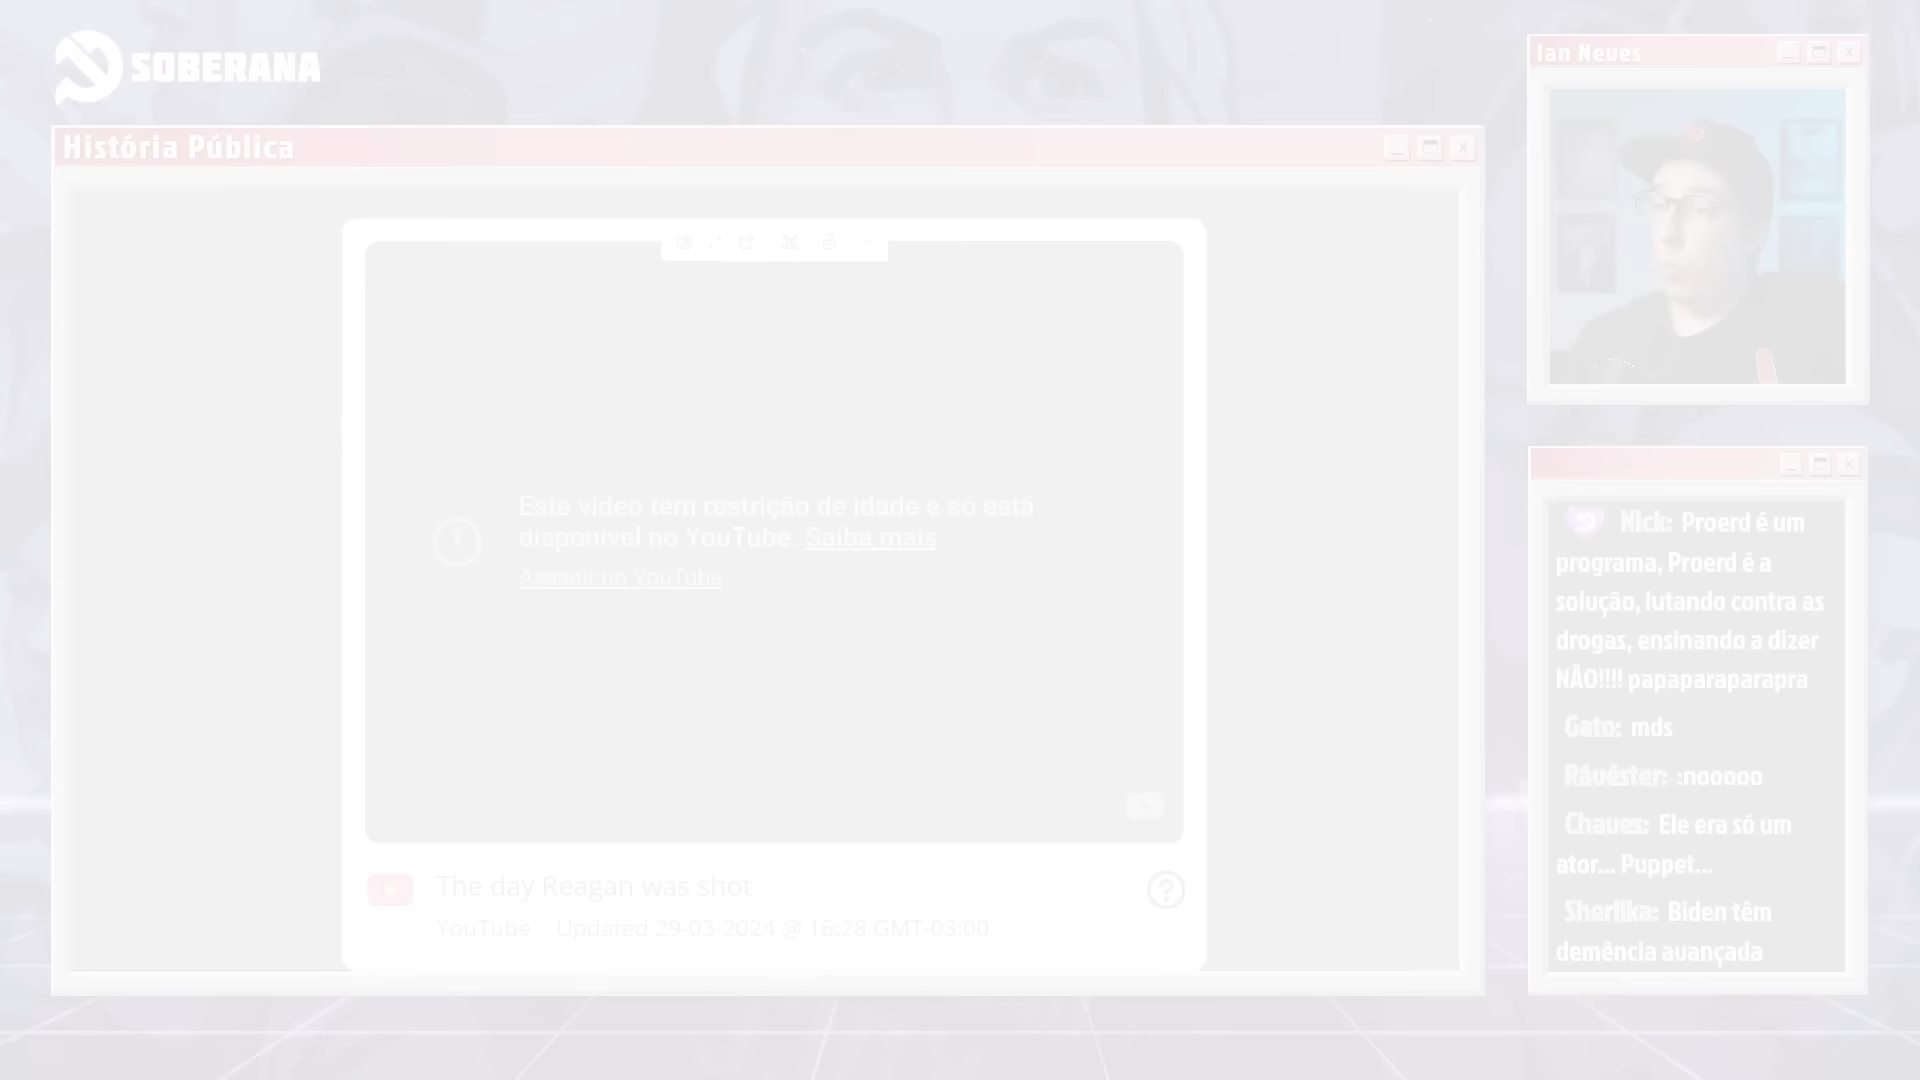 SOBERANA
História Pública
Este vídeo tem restrição de idade e só está
disponível no YouTube. Saiba mais
Assistir no YouTube
The day Reagan was shot
YouTube Updated 29-03-2024 @ 16:28 GMT-03:00
Ian Neves
Nick: Proerd é um
programa, Proerd é a
solução, lutando contra as
drogas, ensinando a dizer
NÃO!!!! papaparaparapra
Gato: mds
:nooooo
Chaves: Ele era só um
ator... Puppet...
Sherlika: Biden têm
demência avançada